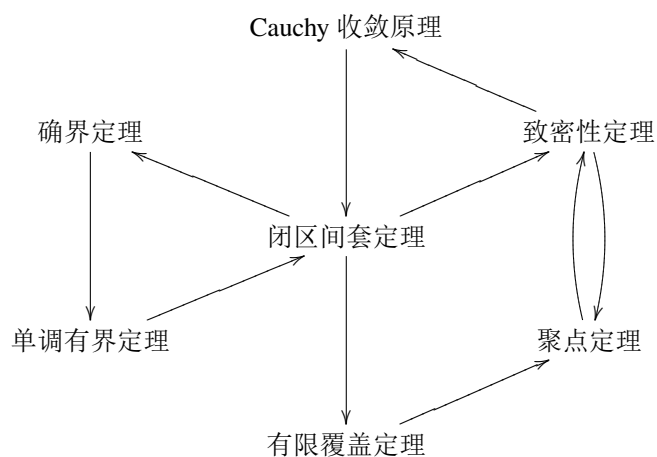 Cauchy 收敛原理
确界定理
致密性定理
闭区间套定理
单调有界定理
聚点定理
有限覆盖定理